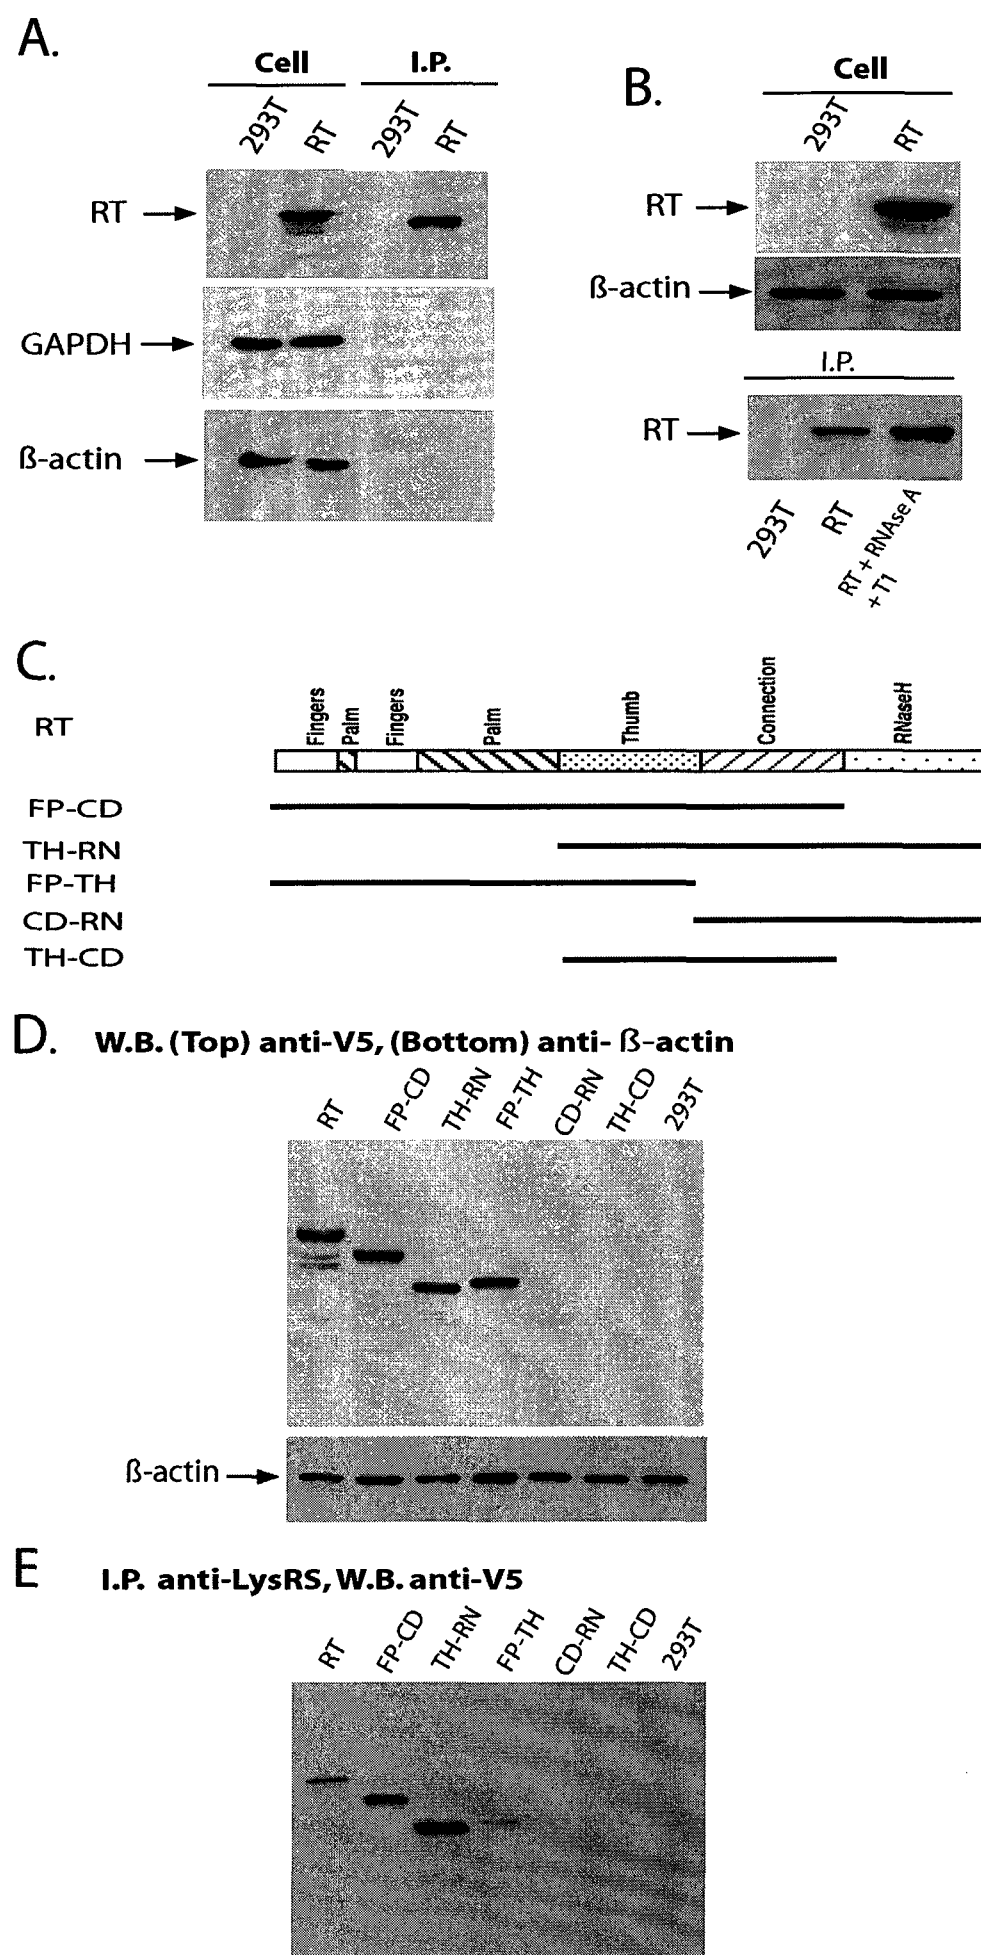 A.
Cell I.P.
293T RT 293T RT
RT
GAPDH
ß-actin
B.
Cell
293T RT
RT
ß-actin
I.P.
RT
293T RT RT + RNAse A + T1
C.
RT
Fingers Palm Fingers Palm Thumb Connection RNaseH
FP-CD
TH-RN
FP-TH
CD-RN
TH-CD
D. W.B. (Top) anti-V5, (Bottom) anti- ß-actin
RT FP-CD TH-RN FP-TH CD-RN TH-CD 293T
ß-actin
E I.P. anti-LysRS, W.B. anti-V5
RT FP-CD TH-RN FP-TH CD-RN TH-CD 293T